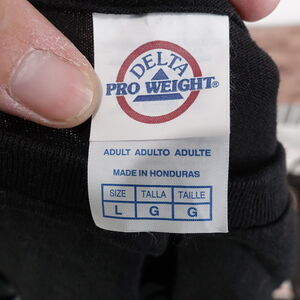 DELTA
PRO WEIGHT®
ADULT ADULTO ADULTE
MADE IN HONDURAS
SIZE TALLA TAILLE
L G G